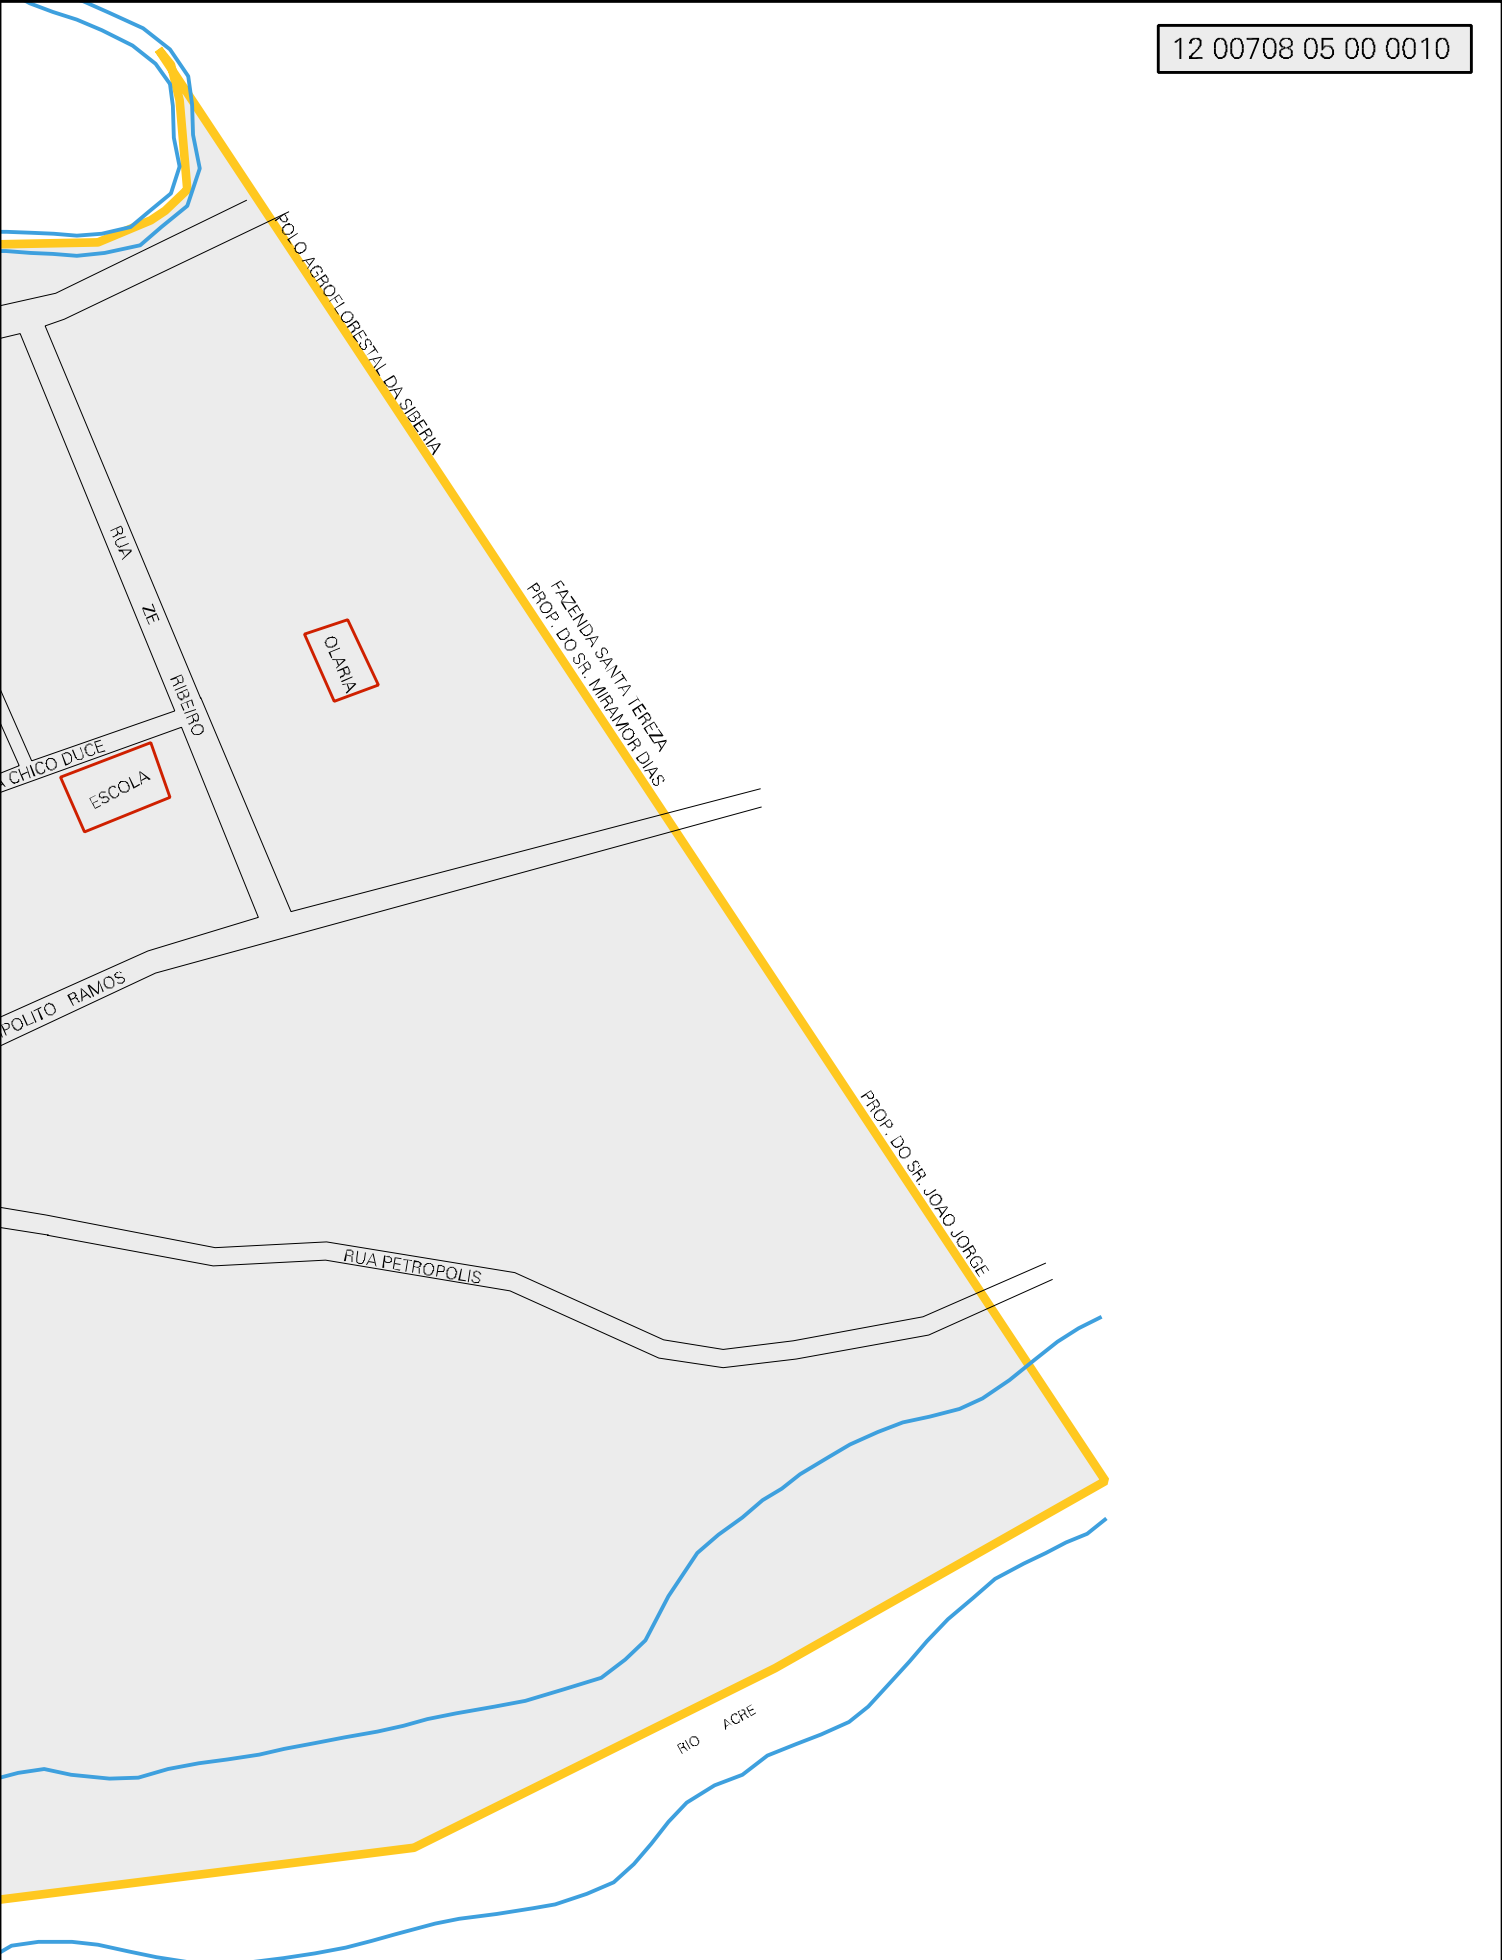 12 00708 05 00 0010
POLO AGROFLORESTAL DA SIBERIA
RUA ZE RIBEIRO
FAZENDA SANTA TEREZA
PROP. DO SR. MIRAMOR DIAS
OLARIA
A CHICO DUCE
ESCOLA
IPOLITO RAMOS
PROP. DO SR. JOAO JORGE
RUA PETROPOLIS
RIO ACRE